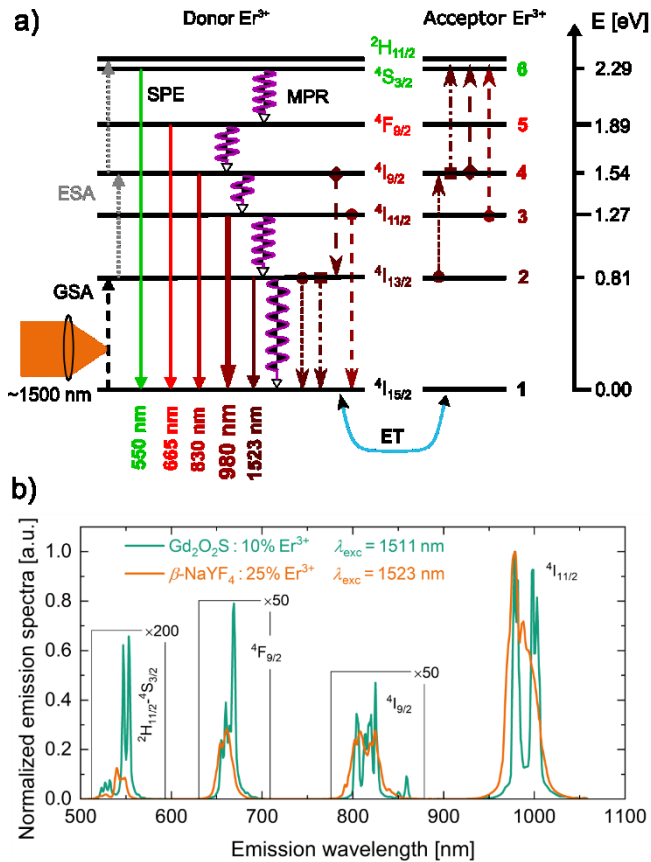 a)
Donor Er³⁺
Acceptor Er³⁺
E [eV]
²H₁₁/₂
⁴S₃/₂
6
2.29
SPE
MPR
⁴F₉/₂
5
1.89
⁴I₉/₂
4
1.54
ESA
⁴I₁₁/₂
3
1.27
GSA
⁴I₁₃/₂
2
0.81
~1500 nm
⁴I₁₅/₂
1
0.00
550 nm
665 nm
830 nm
980 nm
1523 nm
ET
b)
Normalized emission spectra [a.u.]
1.0
0.8
0.6
0.4
0.2
0.0
Gd₂O₂S : 10% Er³⁺ λexc = 1511 nm
β-NaYF₄ : 25% Er³⁺ λexc = 1523 nm
×200
×50
×50
²H₁₁/₂-⁴S₃/₂
⁴F₉/₂
⁴I₉/₂
⁴I₁₁/₂
500 600 700 800 900 1000 1100
Emission wavelength [nm]